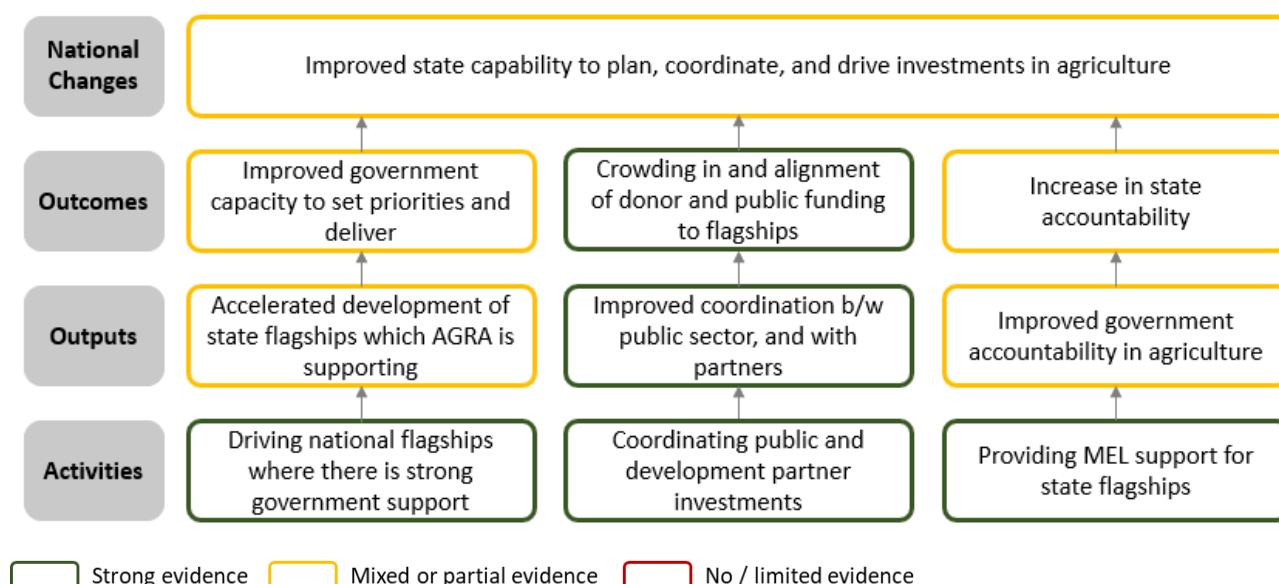 National
Changes
Improved state capability to plan, coordinate, and drive investments in agriculture
Outcomes
Improved government
capacity to set priorities and
deliver
Crowding in and alignment
of donor and public funding
to flagships
Increase in state
accountability
Outputs
Accelerated development of
state flagships which AGRA is
supporting
Improved coordination b/w
public sector, and with
partners
Improved government
accountability in agriculture
Activities
Driving national flagships
where there is strong
government support
Coordinating public and
development partner
investments
Providing MEL support for
state flagships
Strong evidence
Mixed or partial evidence
No / limited evidence